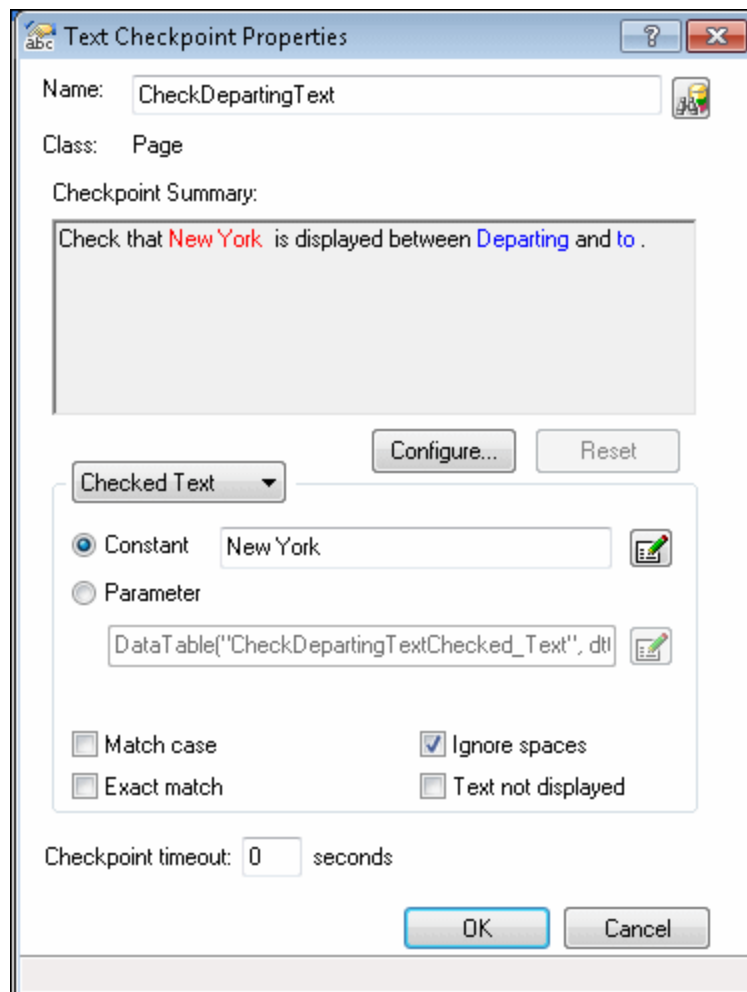 abc Text Checkpoint Properties ?
Name: CheckDepartingText
Class: Page
Checkpoint Summary:
Check that New York is displayed between Departing and to .
Configure... Reset
Checked Text
Constant New York
Parameter
DataTable("CheckDepartingTextChecked_Text", dt
Match case Ignore spaces
Exact match Text not displayed
Checkpoint timeout: 0 seconds
OK Cancel